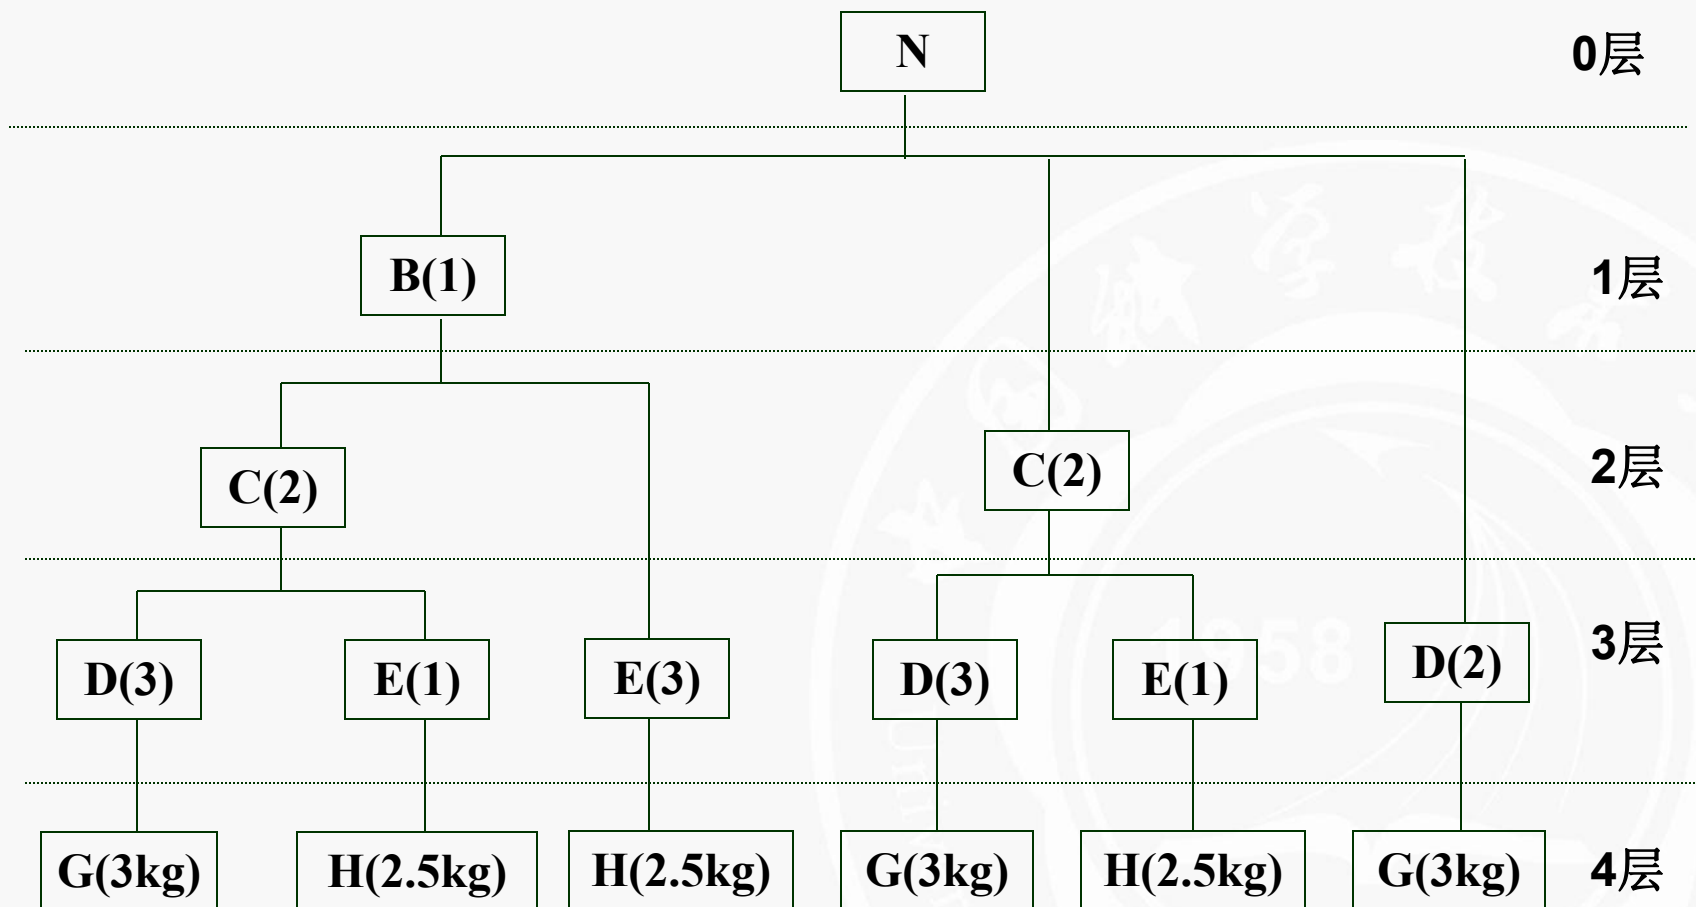 N
0层
B(1)
1层
C(2)
C(2)
2层
D(3)
E(1)
E(3)
D(3)
E(1)
D(2)
3层
G(3kg)
H(2.5kg)
H(2.5kg)
G(3kg)
H(2.5kg)
G(3kg)
4层
1958